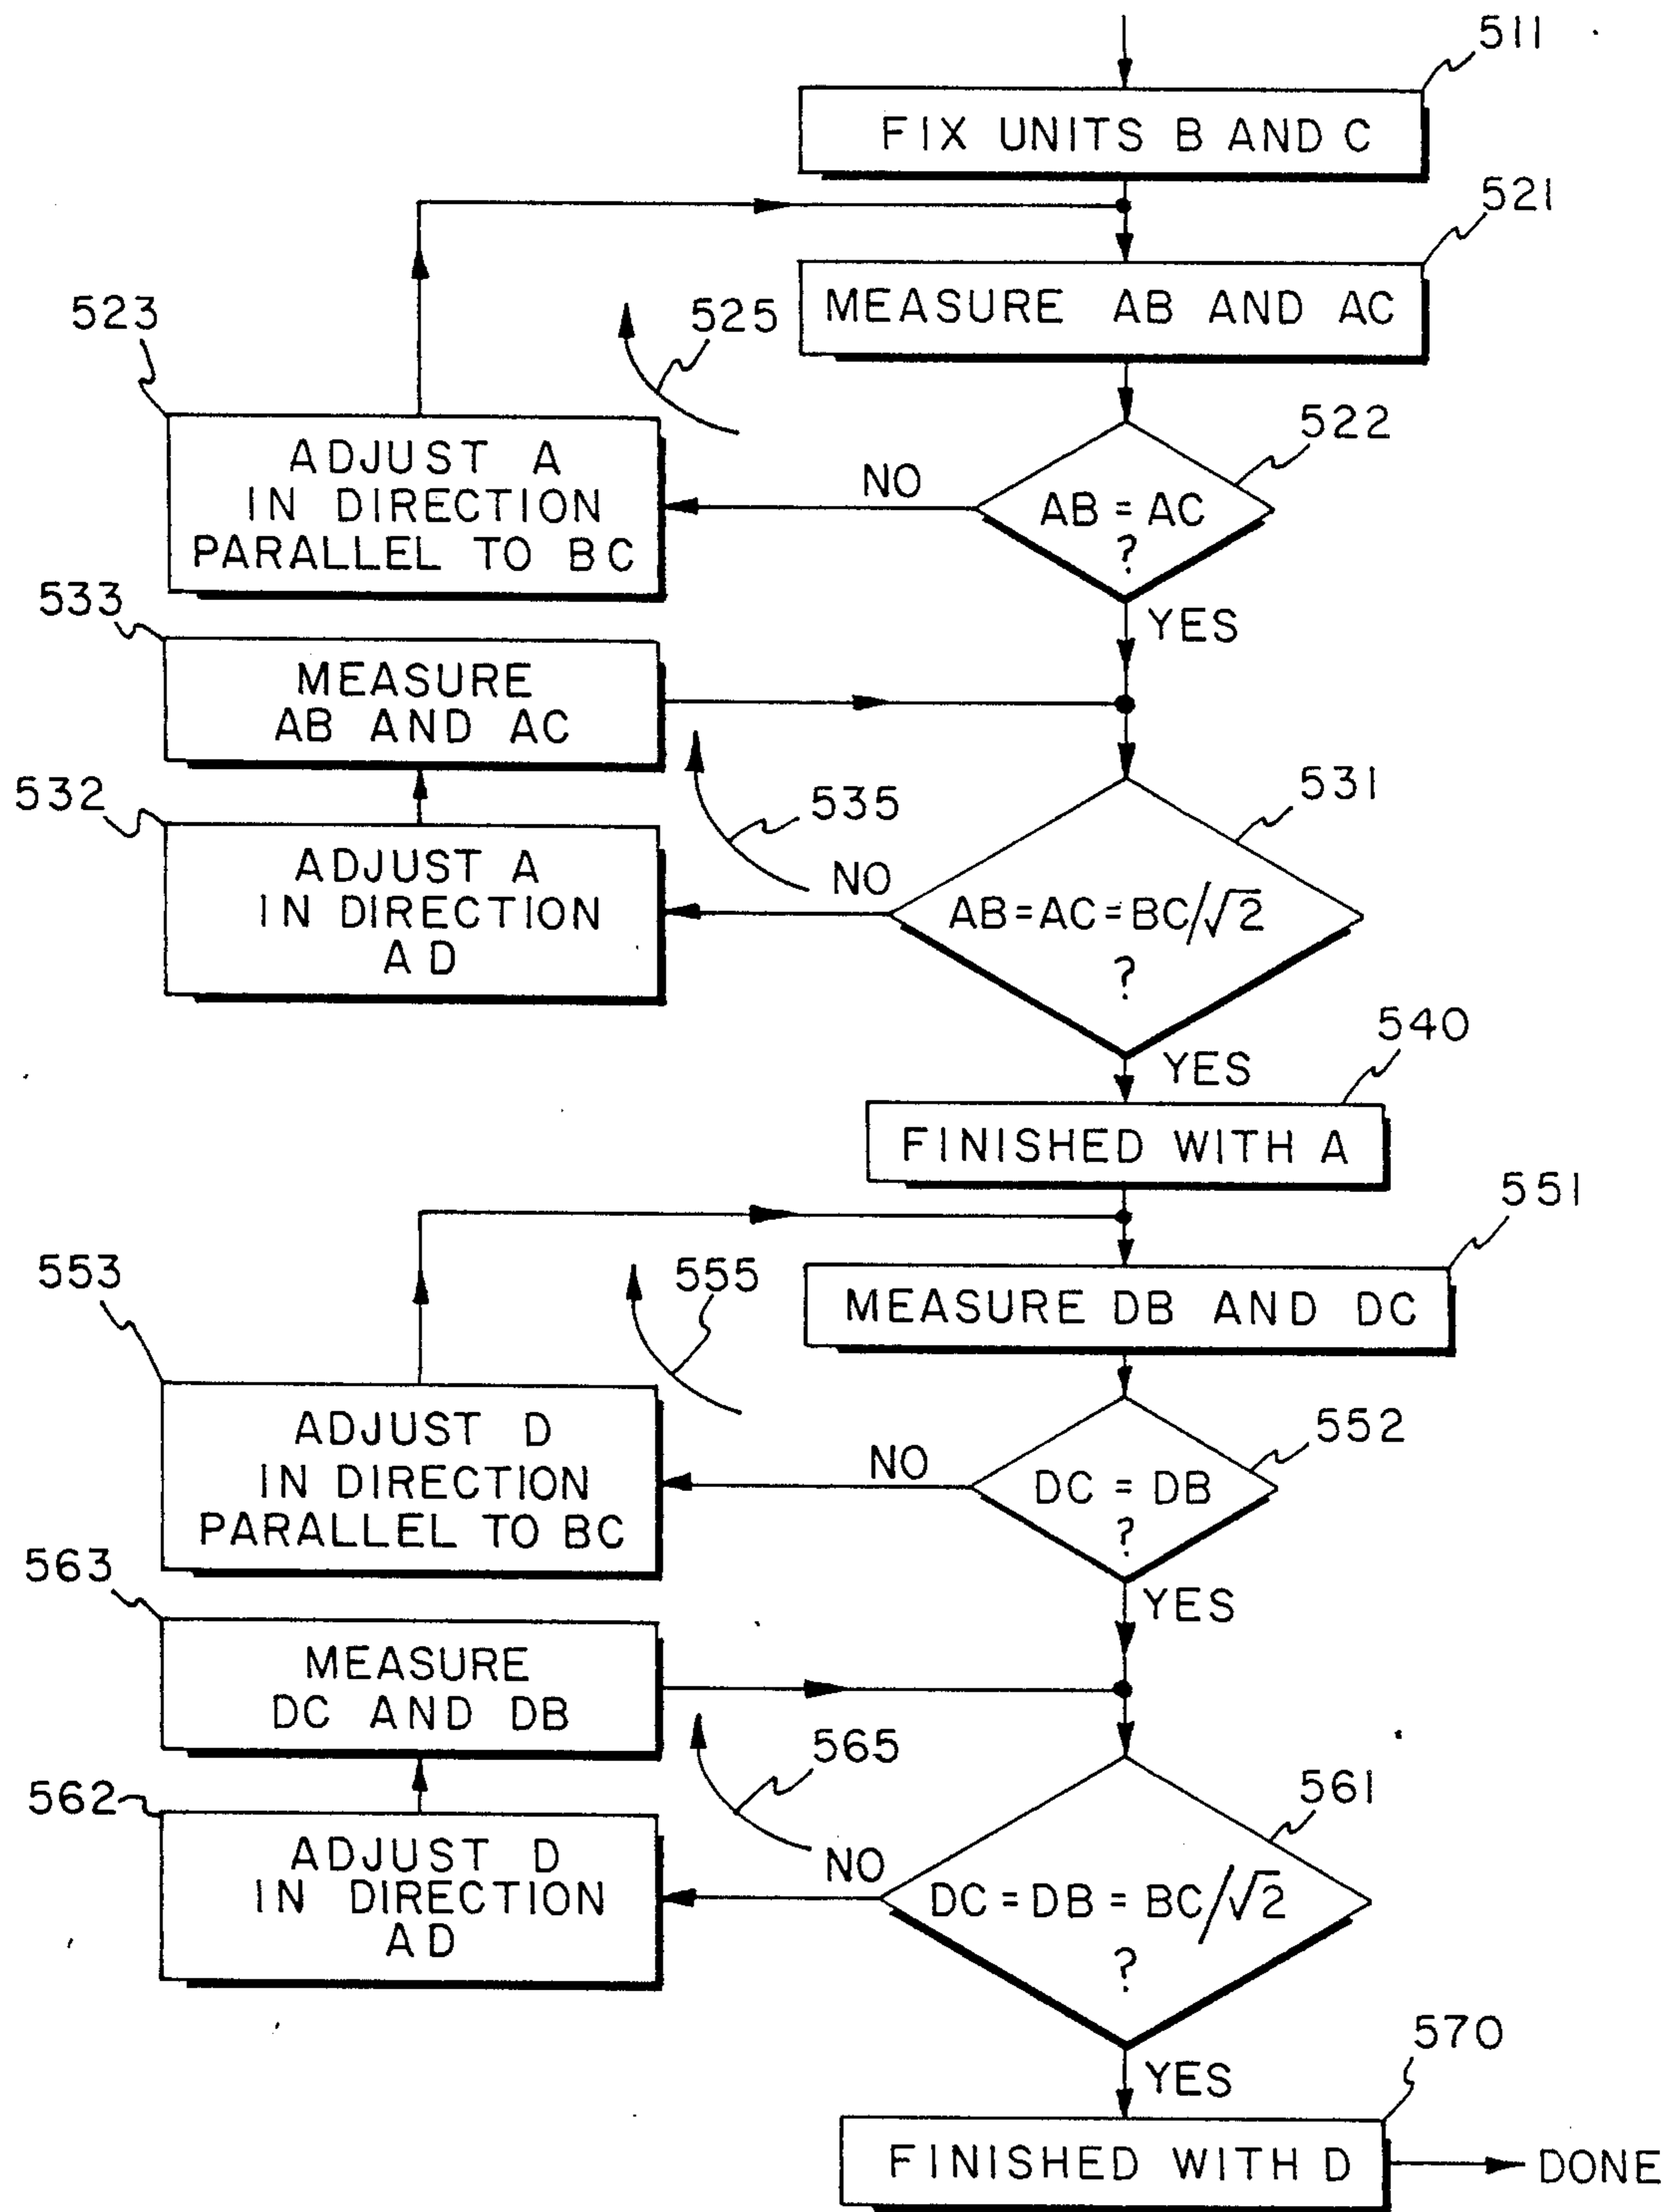 511
FIX UNITS B AND C
521
MEASURE AB AND AC
523
525
522
ADJUST A
IN DIRECTION
PARALLEL TO BC
NO
AB = AC
?
YES
533
MEASURE
AB AND AC
532
535
531
ADJUST A
IN DIRECTION
AD
NO
AB=AC=BC/√2
?
YES
540
FINISHED WITH A
551
MEASURE DB AND DC
553
555
552
ADJUST D
IN DIRECTION
PARALLEL TO BC
NO
DC = DB
?
YES
563
MEASURE
DC AND DB
562
565
561
ADJUST D
IN DIRECTION
AD
NO
DC=DB=BC/√2
?
YES
570
FINISHED WITH D
DONE